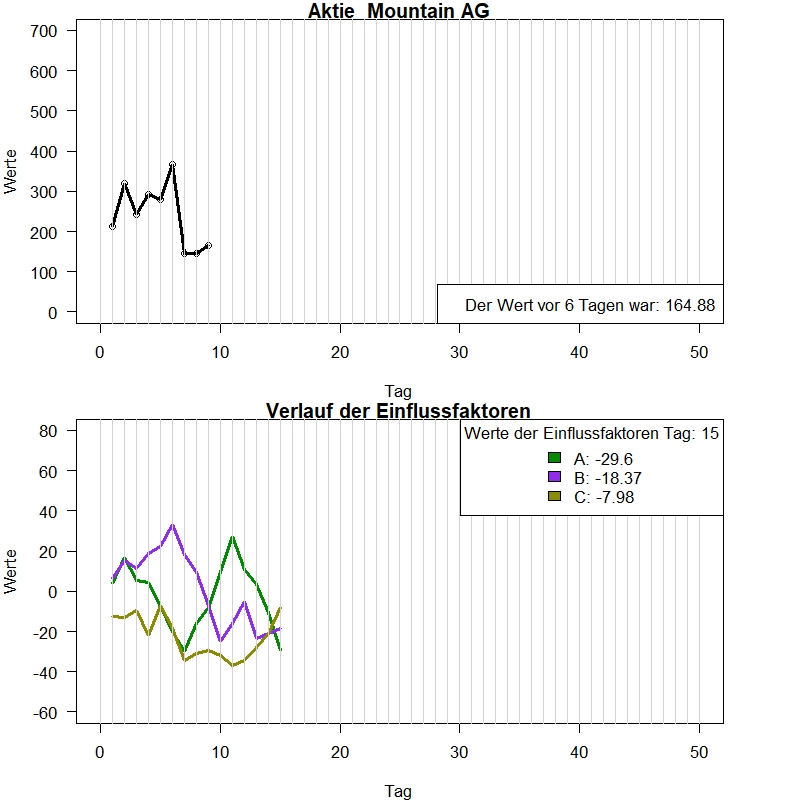 Aktie  Mountain AG
700
600
500
400
300
200
100
0
Werte
Der Wert vor 6 Tagen war: 164.88
0 10 20 30 40 50
Tag
Verlauf der Einflussfaktoren
80
60
40
20
0
-20
-40
-60
Werte
Werte der Einflussfaktoren Tag: 15
A: -29.6
B: -18.37
C: -7.98
0 10 20 30 40 50
Tag